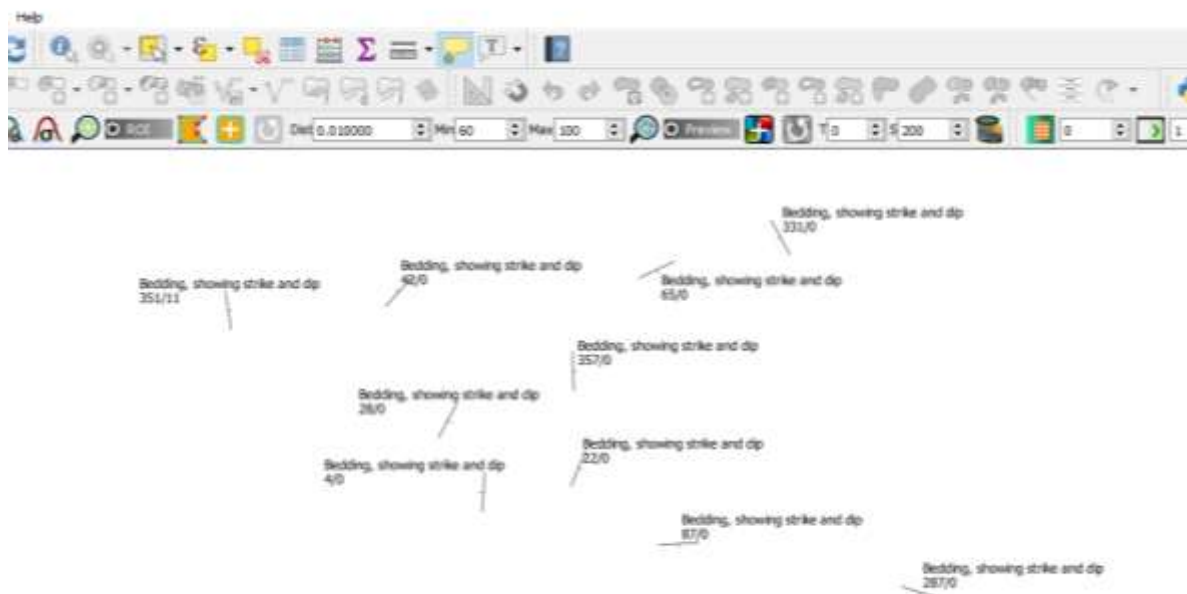 Help
RGE
Dist 0.010000
Min 60
Max 100
Preview
T 0
S 200
0
1
Bedding, showing strike and dip
331/0
Bedding, showing strike and dip
62/0
Bedding, showing strike and dip
65/0
Bedding, showing strike and dip
351/11
Bedding, showing strike and dip
357/0
Bedding, showing strike and dip
28/0
Bedding, showing strike and dip
22/0
Bedding, showing strike and dip
4/0
Bedding, showing strike and dip
87/0
Bedding, showing strike and dip
287/0